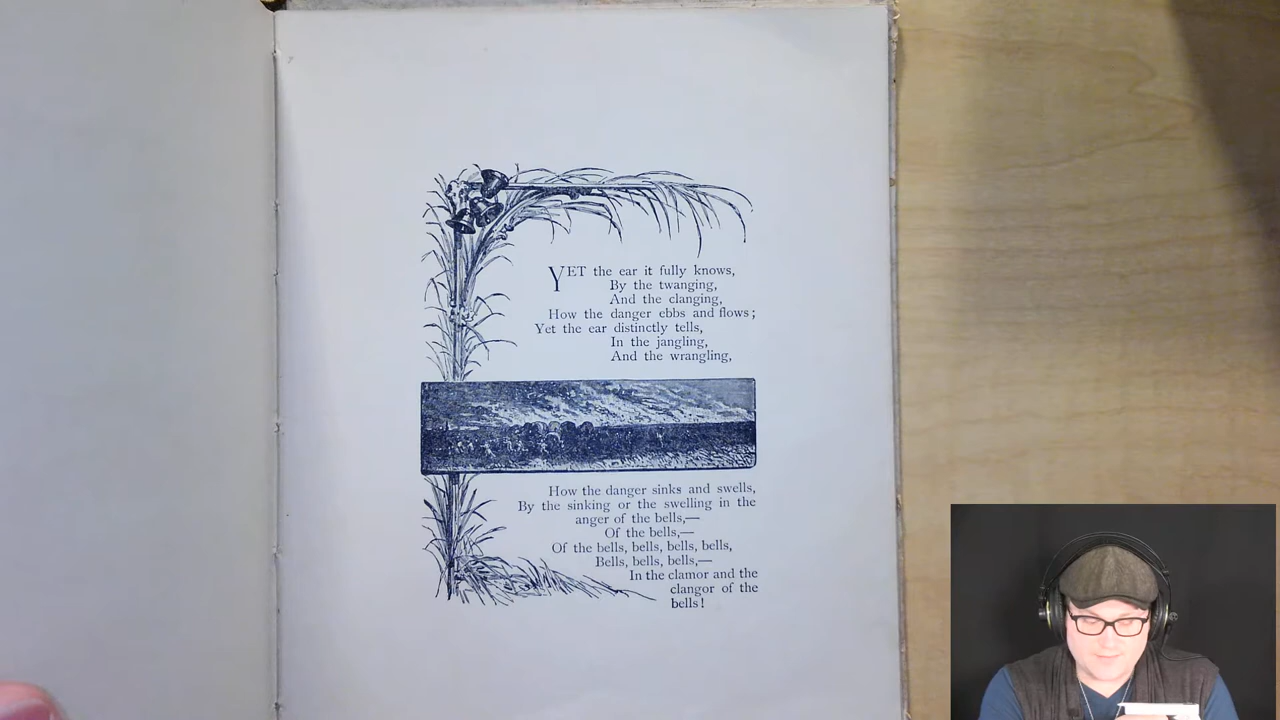 YET the ear it fully knows,
By the twanging,
And the clanging,
How the danger ebbs and flows;
Yet the ear distinctly tells,
In the jangling,
And the wrangling,
How the danger sinks and swells,
By the sinking or the swelling in the
anger of the bells,—
Of the bells,—
Of the bells, bells, bells, bells,
Bells, bells, bells,—
In the clamor and the
clangor of the
bells!